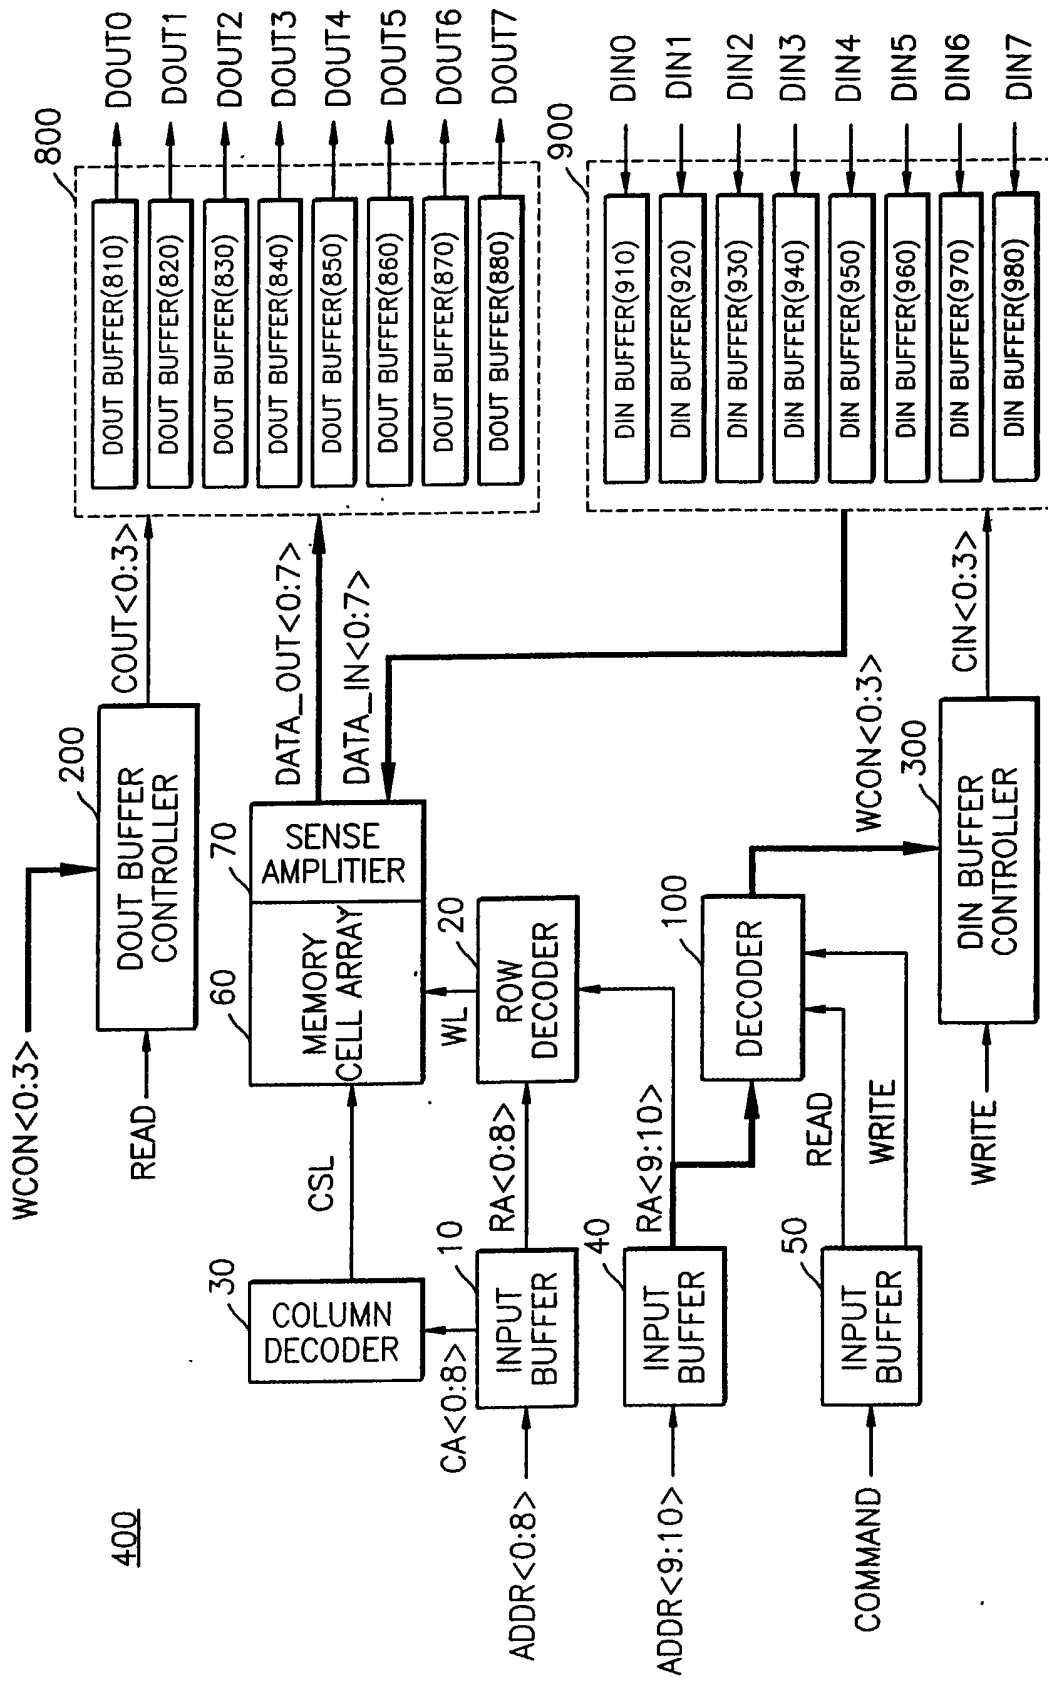 400
WCON<0:3>
READ
DOUT BUFFER
CONTROLLER
200
COUT<0:3>
800
DOUT BUFFER(810)
DOUT0
DOUT BUFFER(820)
DOUT1
DOUT BUFFER(830)
DOUT2
DOUT BUFFER(840)
DOUT3
DOUT BUFFER(850)
DOUT4
DOUT BUFFER(860)
DOUT5
DOUT BUFFER(870)
DOUT6
DOUT BUFFER(880)
DOUT7
30
COLUMN
DECODER
CSL
60
MEMORY
CELL ARRAY
70
SENSE
AMPLITIER
DATA_OUT<0:7>
DATA_IN<0:7>
CA<0:8>
ADDR<0:8>
10
INPUT
BUFFER
RA<0:8>
WL
20
ROW
DECODER
ADDR<9:10>
40
INPUT
BUFFER
RA<9:10>
100
DECODER
COMMAND
50
INPUT
BUFFER
READ
WRITE
WCON<0:3>
WRITE
300
DIN BUFFER
CONTROLLER
CIN<0:3>
900
DIN BUFFER(910)
DIN0
DIN BUFFER(920)
DIN1
DIN BUFFER(930)
DIN2
DIN BUFFER(940)
DIN3
DIN BUFFER(950)
DIN4
DIN BUFFER(960)
DIN5
DIN BUFFER(970)
DIN6
DIN BUFFER(980)
DIN7